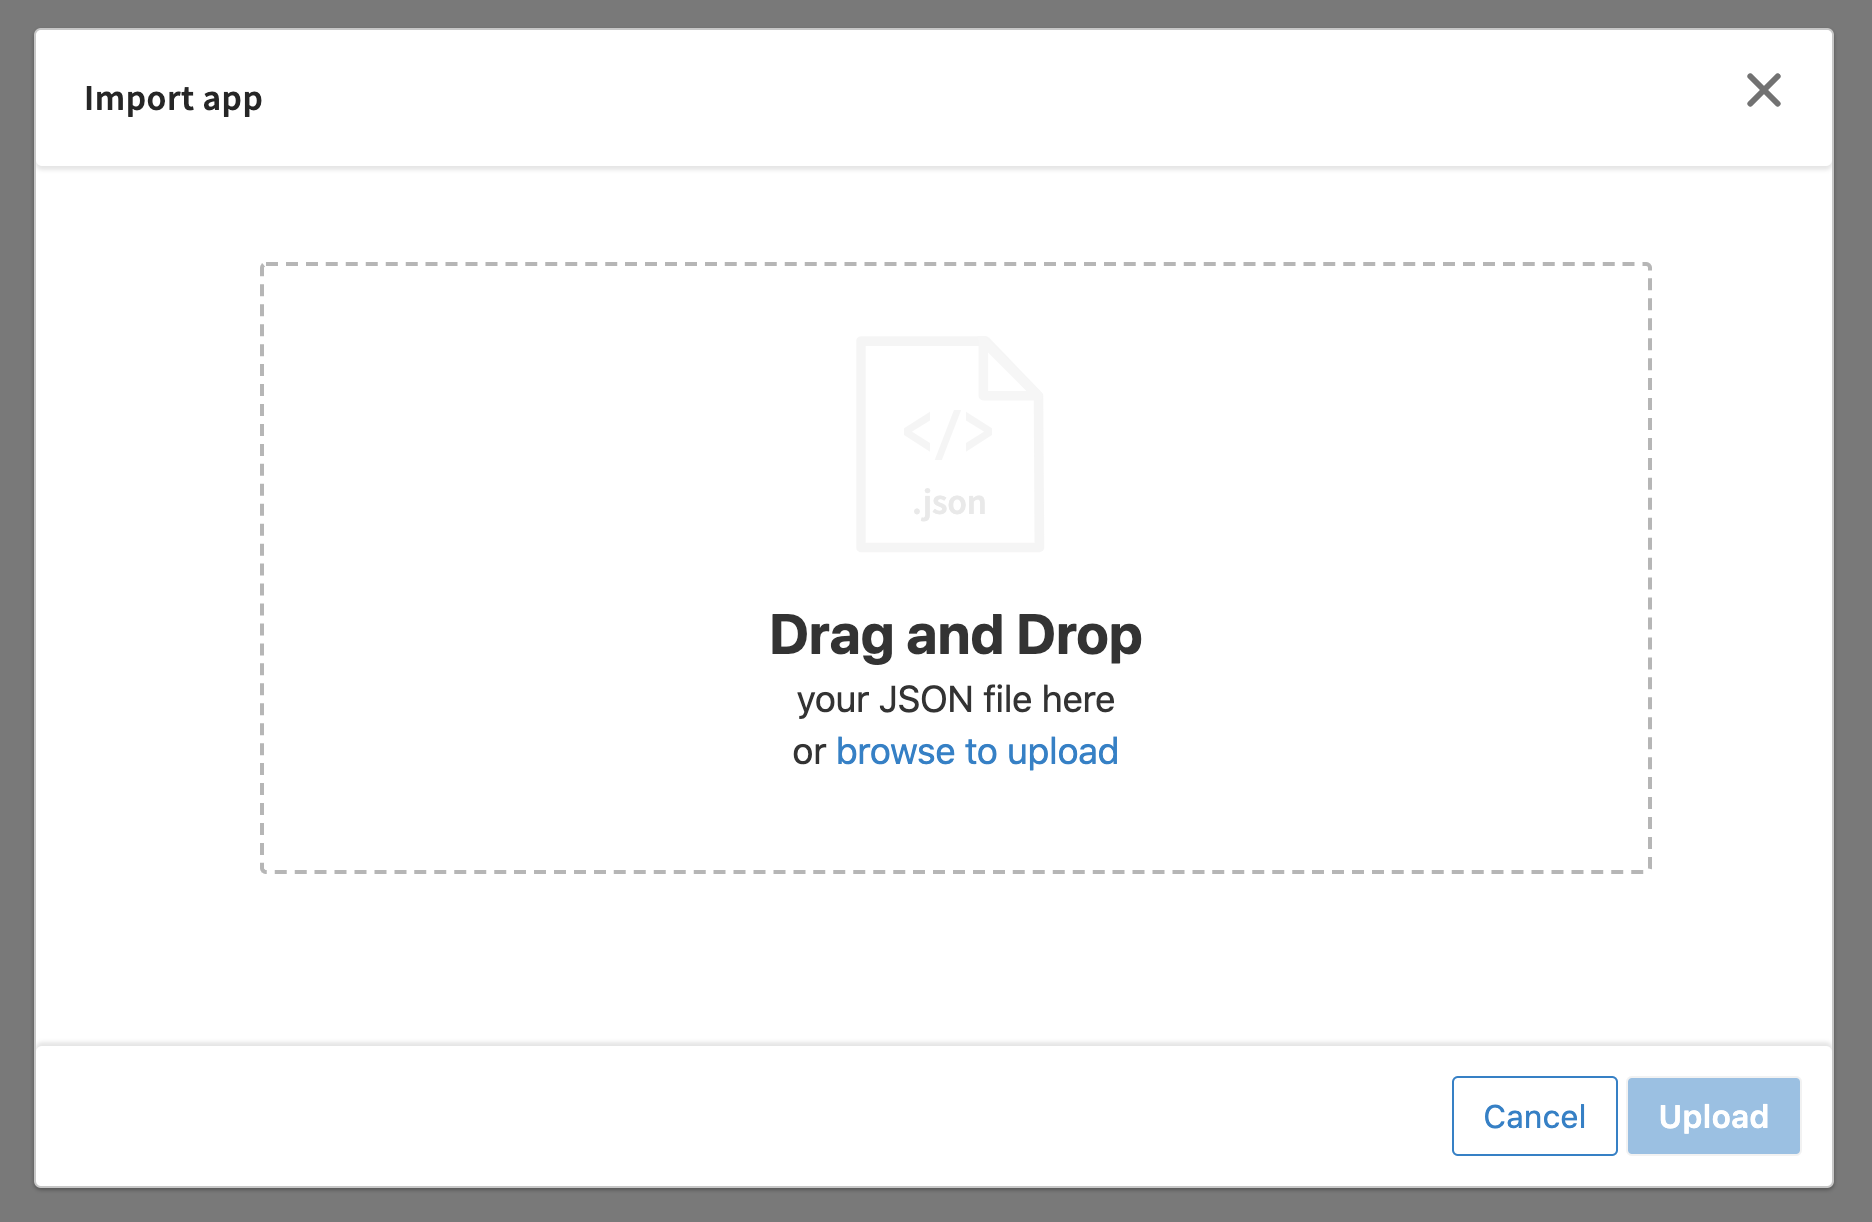 Import app
</>
.json
Drag and Drop
your JSON file here
or browse to upload
Cancel
Upload